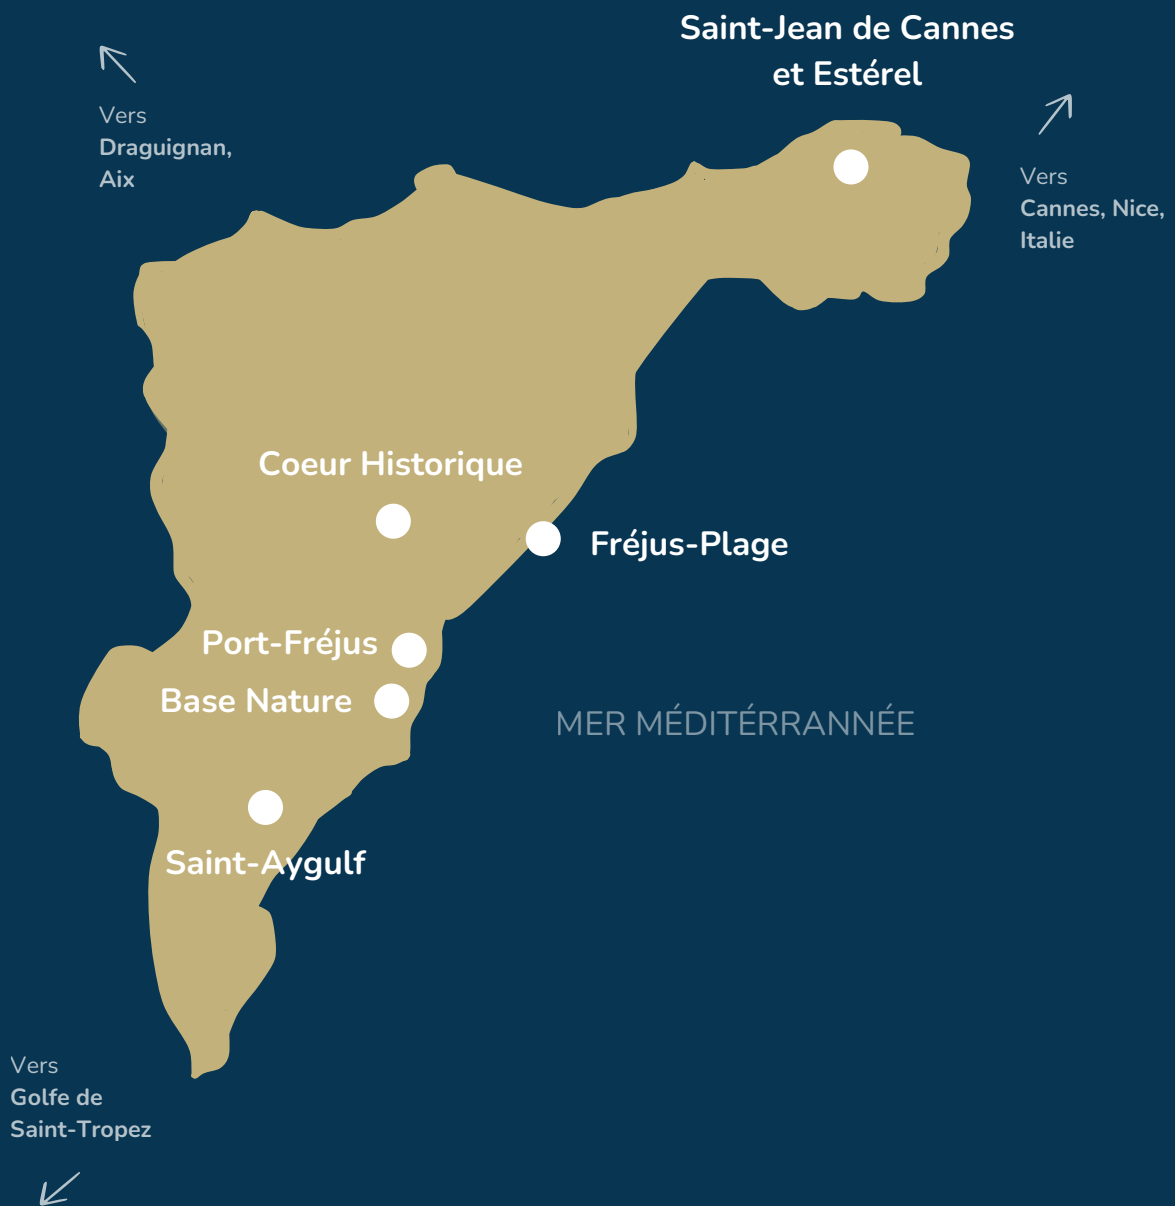 Saint-Jean de Cannes
et Estérel
Vers
Draguignan,
Aix
Vers
Cannes, Nice,
Italie
Coeur Historique
Fréjus-Plage
Port-Fréjus
Base Nature
MER MÉDITÉRRANNÉE
Saint-Aygulf
Vers
Golfe de
Saint-Tropez